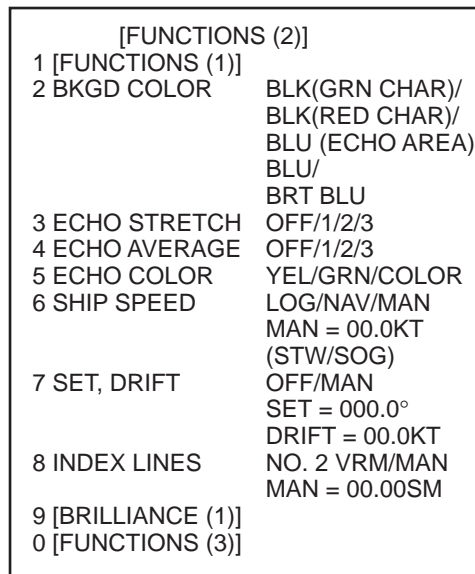 [FUNCTIONS (2)]
1 [FUNCTIONS (1)]
2 BKGD COLOR BLK(GRN CHAR)/
BLK(RED CHAR)/
BLU (ECHO AREA)
BLU/
BRT BLU
3 ECHO STRETCH OFF/1/2/3
4 ECHO AVERAGE OFF/1/2/3
5 ECHO COLOR YEL/GRN/COLOR
6 SHIP SPEED LOG/NAV/MAN
MAN = 00.0KT
(STW/SOG)
7 SET, DRIFT OFF/MAN
SET = 000.0°
DRIFT = 00.0KT
8 INDEX LINES NO. 2 VRM/MAN
MAN = 00.00SM
9 [BRILLIANCE (1)]
0 [FUNCTIONS (3)]